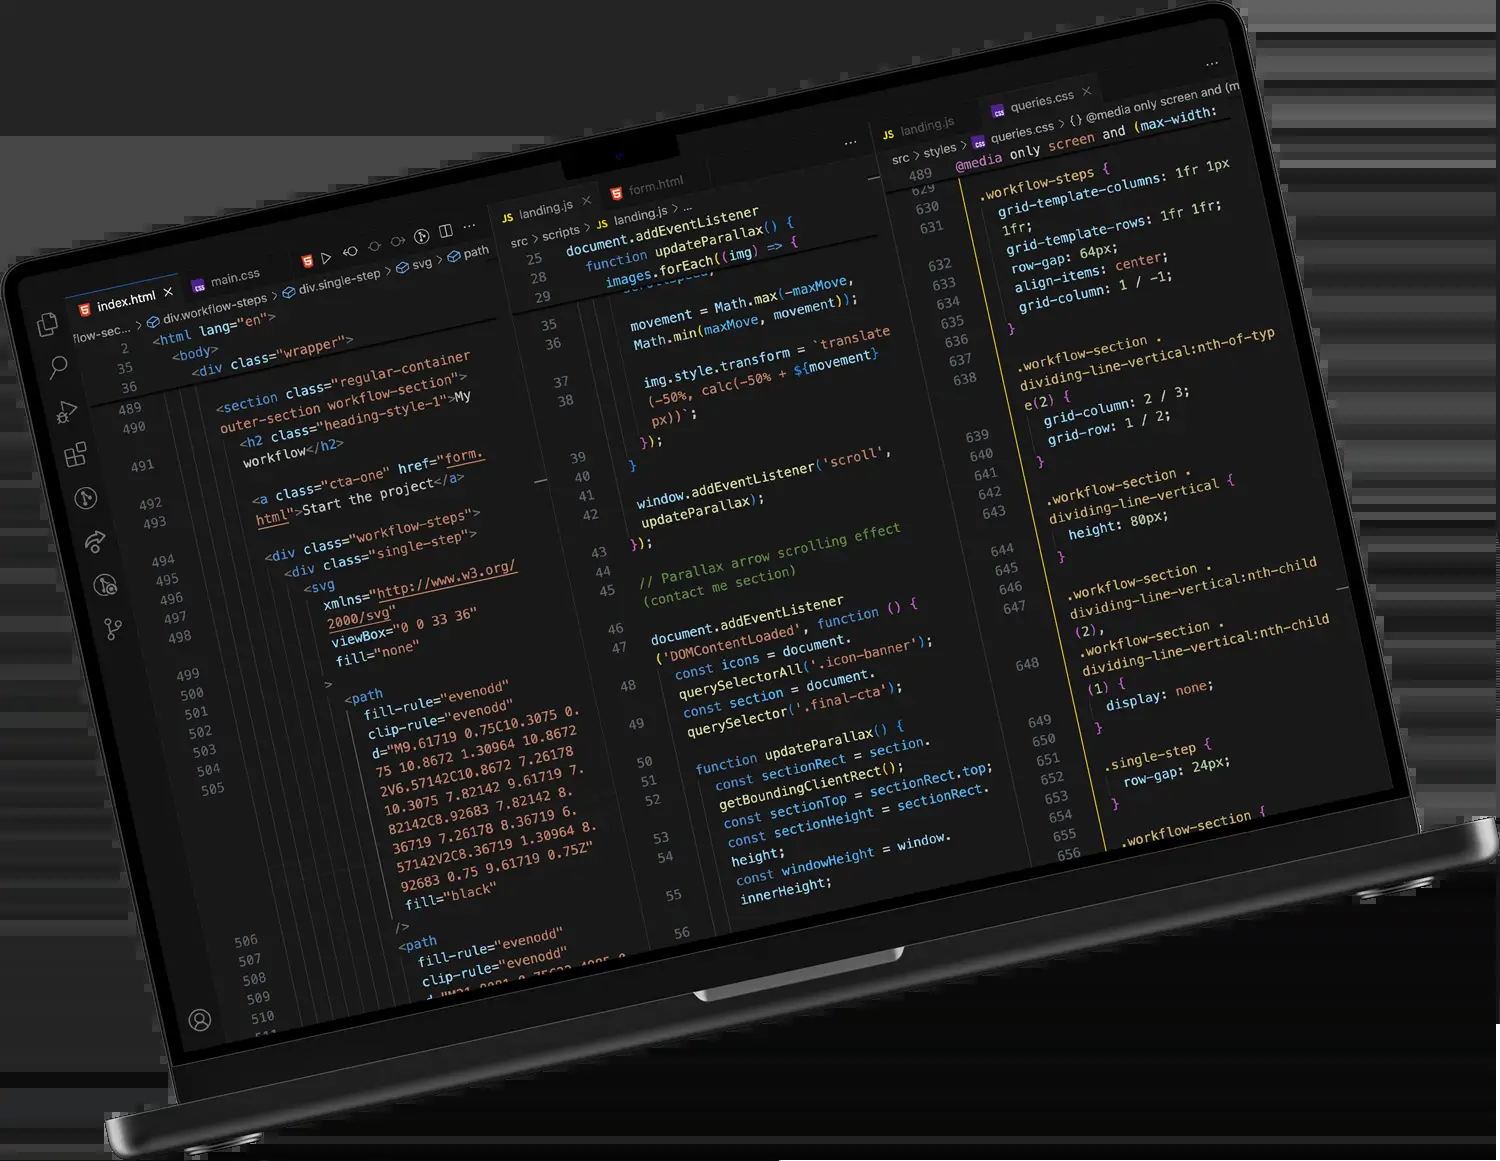 index.html
main.css
flow-sec... > div.workflow-steps > div.single-step > svg > path
2 <html lang="en">
35 <body>
36 <div class="wrapper">
489
490 <section class="regular-container
outer-section workflow-section">
491 <h2 class="heading-style-1">My
workflow</h2>
492
493 <a class="cta-one" href="form.
html">Start the project</a>
494
495 <div class="workflow-steps">
496 <div class="single-step">
497 <svg
498 xmlns="http://www.w3.org/
2000/svg"
499 viewBox="0 0 33 36"
500 fill="none"
501 >
502 <path
503 fill-rule="evenodd"
504 clip-rule="evenodd"
505 d="M9.61719 0.75C10.3075 0.
75 10.8672 1.30964 10.8672
2V6.57142C10.8672 7.26178
10.3075 7.82142 9.61719 7.
82142C8.92683 7.82142 8.
36719 7.26178 8.36719 6.
57142V2C8.36719 1.30964 8.
92683 0.75 9.61719 0.75Z"
506 fill="black"
507 />
508 <path
509 fill-rule="evenodd"
510 clip-rule="evenodd"
JS landing.js
form.html
src > scripts > JS landing.js > ...
25 document.addEventListener
28 function updateParallax() {
29 images.forEach((img) => {
35 movement = Math.max(-maxMove,
36 Math.min(maxMove, movement));
37
38 img.style.transform = `translate
(-50%, calc(-50% + ${movement}
px))`;
39 });
40 }
41
42 window.addEventListener('scroll',
updateParallax);
43 });
44
45 // Parallax arrow scrolling effect
(contact me section)
46
47 document.addEventListener
('DOMContentLoaded', function () {
48 const icons = document.
querySelectorAll('.icon-banner');
49 const section = document.
querySelector('.final-cta');
50
51 function updateParallax() {
52 const sectionRect = section.
getBoundingClientRect();
53 const sectionTop = sectionRect.top;
54 const sectionHeight = sectionRect.
height;
55 const windowHeight = window.
innerHeight;
56
JS landing.js
css queries.css
src > styles > css queries.css > {} @media only screen and (m
489 @media only screen and (max-width:
629 .workflow-steps {
630 grid-template-columns: 1fr 1px
1fr;
631 grid-template-rows: 1fr 1fr;
632 row-gap: 64px;
633 align-items: center;
634 grid-column: 1 / -1;
635 }
636
637 .workflow-section .
638 dividing-line-vertical:nth-of-typ
e(2) {
639 grid-column: 2 / 3;
640 grid-row: 1 / 2;
641 }
642
643 .workflow-section .
dividing-line-vertical {
644 height: 80px;
645 }
646
647 .workflow-section .
dividing-line-vertical:nth-child
(2),
648 .workflow-section .
dividing-line-vertical:nth-child
(1) {
649 display: none;
650 }
651
652 .single-step {
653 row-gap: 24px;
654 }
655
656 .workflow-section {